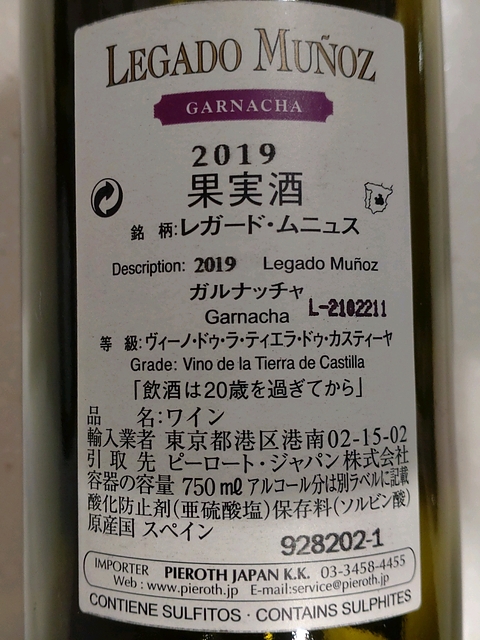 LEGADO MUÑOZ
GARNACHA
2019
果実酒
銘 柄:レガード・ムニュス
Description: 2019 Legado Muñoz
ガルナッチャ
Garnacha L-2102211
等 級:ヴィーノ・ドゥ・ラ・ティエラ・ドゥ・カスティーヤ
Grade: Vino de la Tierra de Castilla
「飲酒は20歳を過ぎてから」
品 名:ワイン
輸入業者 東京都港区港南02-15-02
引取先 ピーロート・ジャパン株式会社
容器の容量 750㎖ アルコール分は別ラベルに記載
酸化防止剤(亜硫酸塩)保存料(ソルビン酸)
原産国 スペイン
928202-1
IMPORTER PIEROTH JAPAN K.K. 03-3458-4455
Web : www.pieroth.jp E-mail:service@pieroth.jp
CONTIENE SULFITOS · CONTAINS SULPHITES